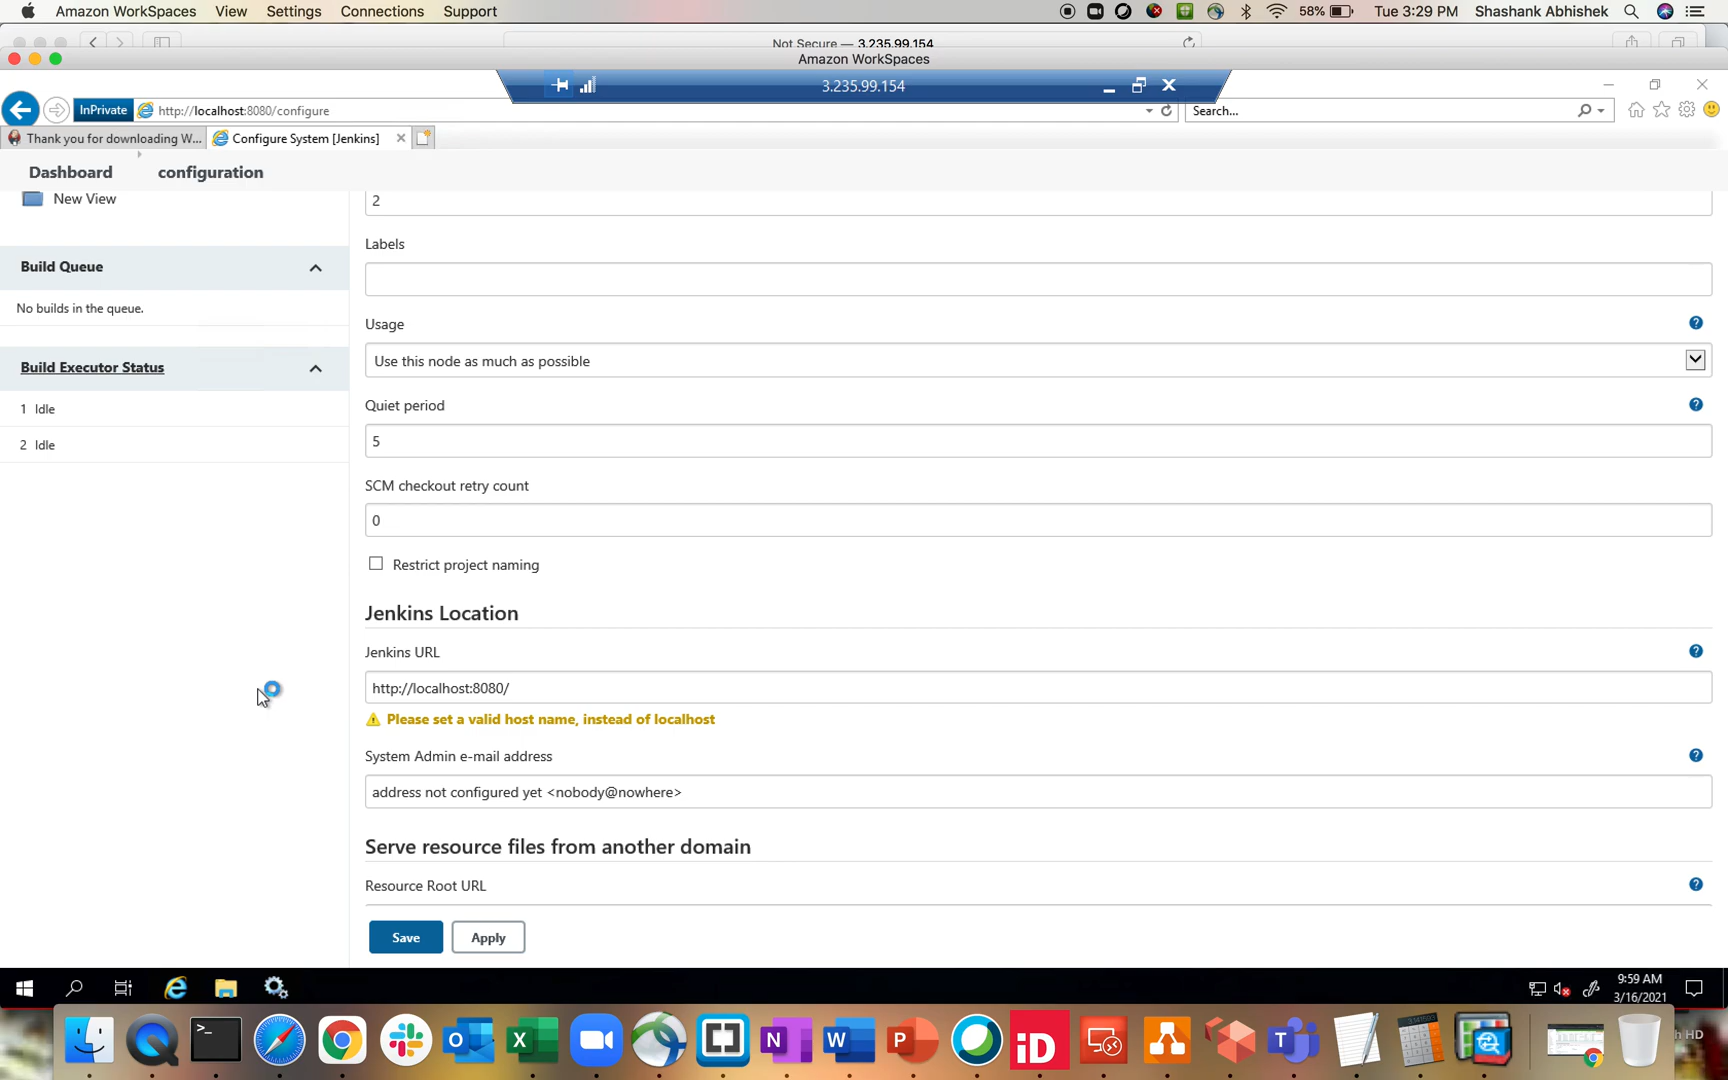 Amazon WorkSpaces View Settings Connections Support 58% Tue 3:29 PM Shashank Abhishek
Not Secure — 3.235.99.154
Amazon WorkSpaces
3.235.99.154
InPrivate http://localhost:8080/configure Search...
Thank you for downloading W... Configure System [Jenkins]
Dashboard configuration
New View
2
Labels
Build Queue
No builds in the queue.
Usage
Use this node as much as possible
Build Executor Status
1 Idle
Quiet period
2 Idle
5
SCM checkout retry count
0
Restrict project naming
Jenkins Location
Jenkins URL
http://localhost:8080/
Please set a valid host name, instead of localhost
System Admin e-mail address
address not configured yet <nobody@nowhere>
Serve resource files from another domain
Resource Root URL
Save Apply
9:59 AM
3/16/2021
>_ X N W P iD T HD